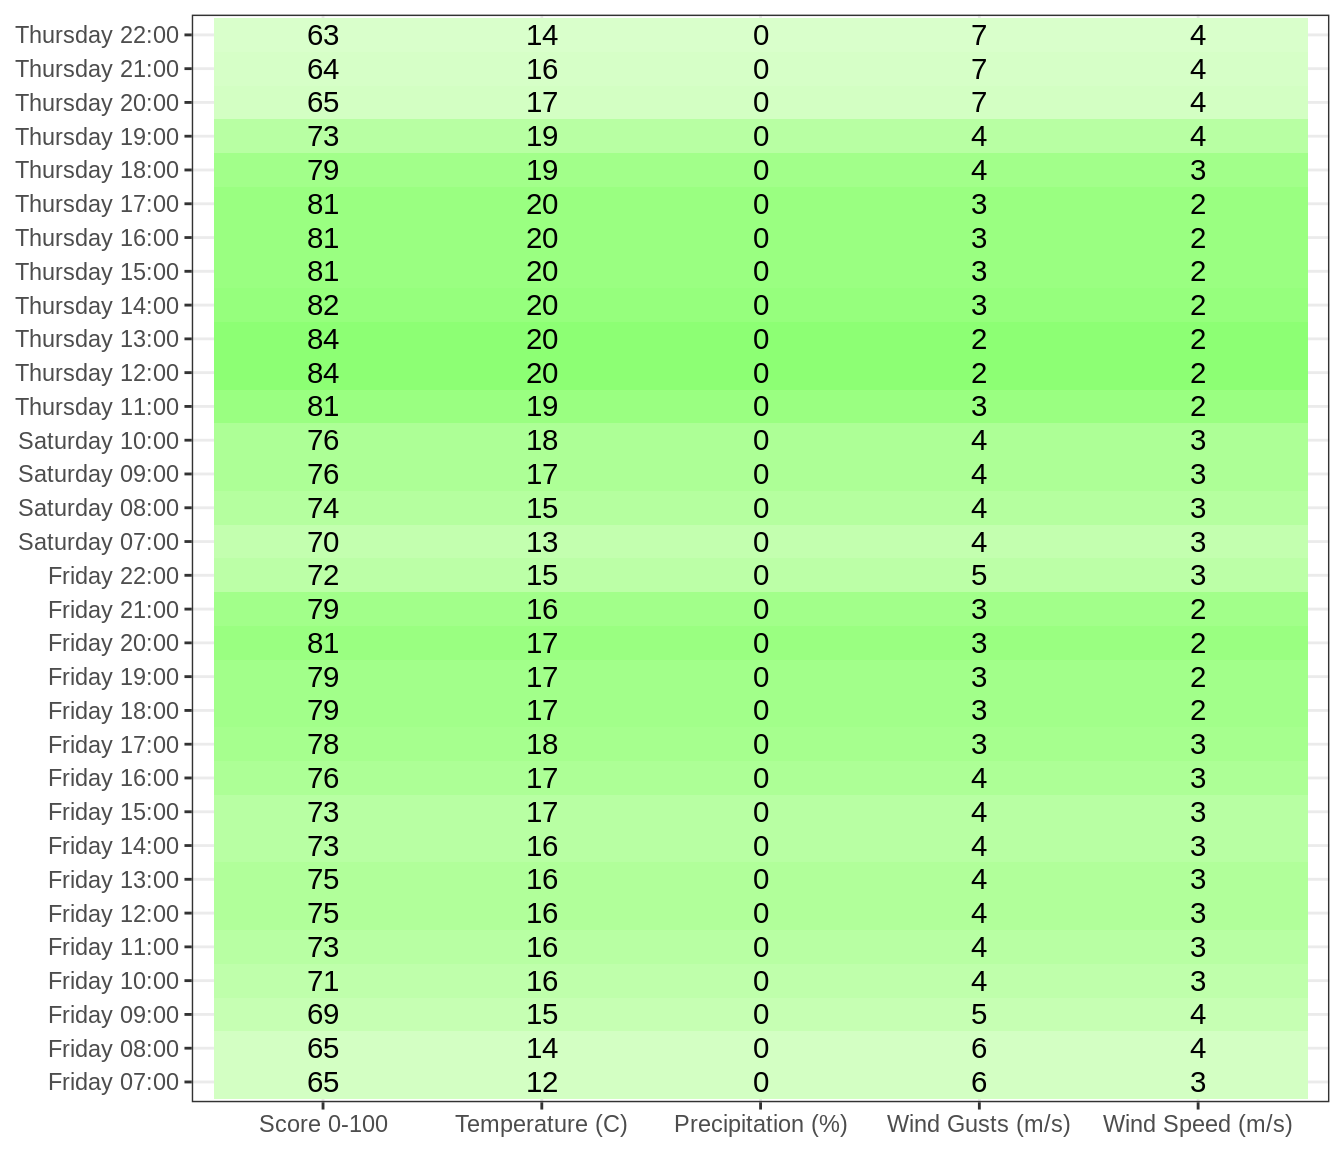 Thursday 22:00 63 14 0 7 4
Thursday 21:00 64 16 0 7 4
Thursday 20:00 65 17 0 7 4
Thursday 19:00 73 19 0 4 4
Thursday 18:00 79 19 0 4 3
Thursday 17:00 81 20 0 3 2
Thursday 16:00 81 20 0 3 2
Thursday 15:00 81 20 0 3 2
Thursday 14:00 82 20 0 3 2
Thursday 13:00 84 20 0 2 2
Thursday 12:00 84 20 0 2 2
Thursday 11:00 81 19 0 3 2
Saturday 10:00 76 18 0 4 3
Saturday 09:00 76 17 0 4 3
Saturday 08:00 74 15 0 4 3
Saturday 07:00 70 13 0 4 3
Friday 22:00 72 15 0 5 3
Friday 21:00 79 16 0 3 2
Friday 20:00 81 17 0 3 2
Friday 19:00 79 17 0 3 2
Friday 18:00 79 17 0 3 2
Friday 17:00 78 18 0 3 3
Friday 16:00 76 17 0 4 3
Friday 15:00 73 17 0 4 3
Friday 14:00 73 16 0 4 3
Friday 13:00 75 16 0 4 3
Friday 12:00 75 16 0 4 3
Friday 11:00 73 16 0 4 3
Friday 10:00 71 16 0 4 3
Friday 09:00 69 15 0 5 4
Friday 08:00 65 14 0 6 4
Friday 07:00 65 12 0 6 3
Score 0-100 Temperature (C) Precipitation (%) Wind Gusts (m/s) Wind Speed (m/s)